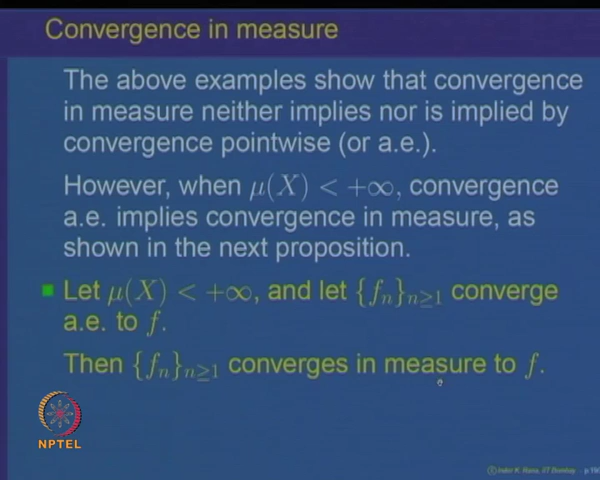 Convergence in measure
The above examples show that convergence
in measure neither implies nor is implied by
convergence pointwise (or a.e.).
However, when μ(X) < +∞, convergence
a.e. implies convergence in measure, as
shown in the next proposition.
Let μ(X) < +∞, and let {fₙ}ₙ≥₁ converge
a.e. to f.
Then {fₙ}ₙ≥₁ converges in measure to f.
NPTEL